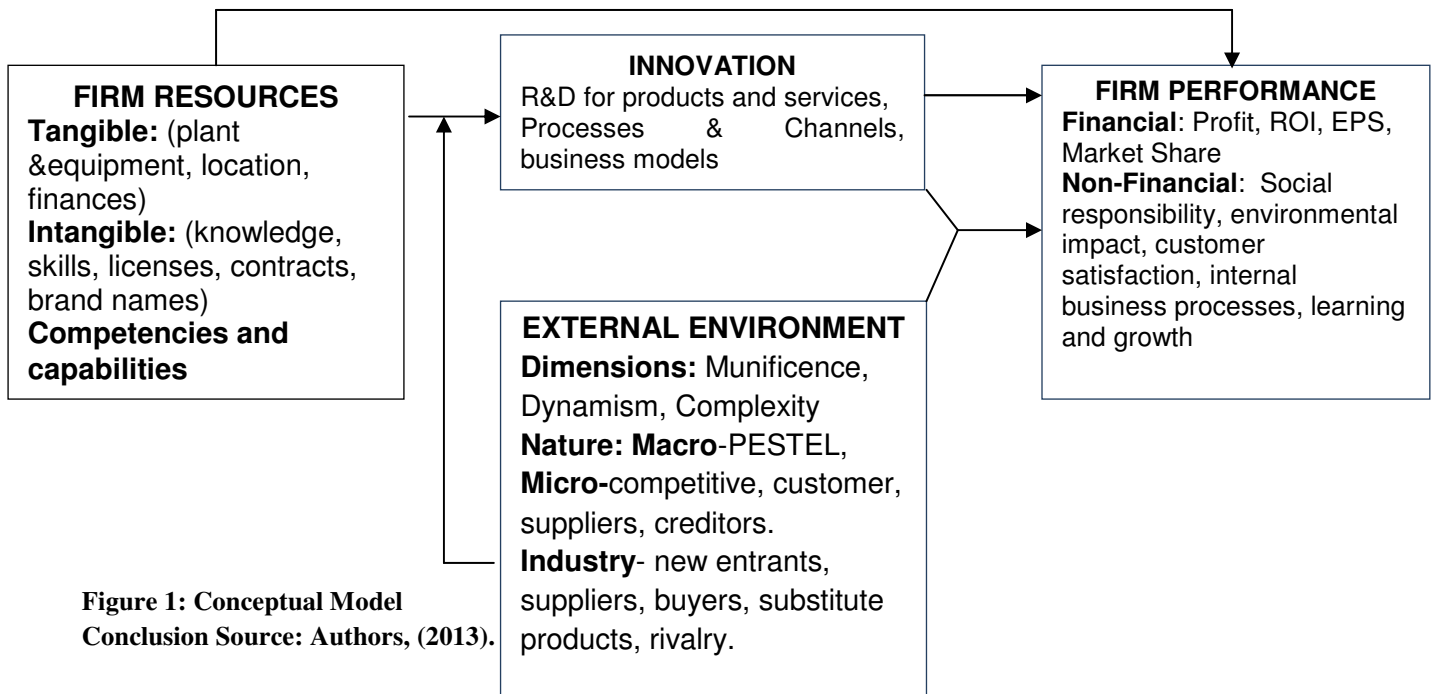 FIRM RESOURCES
Tangible: (plant
&equipment, location,
finances)
Intangible: (knowledge,
skills, licenses, contracts,
brand names)
Competencies and
capabilities
INNOVATION
R&D for products and services,
Processes & Channels,
business models
EXTERNAL ENVIRONMENT
Dimensions: Munificence,
Dynamism, Complexity
Nature: Macro-PESTEL,
Micro-competitive, customer,
suppliers, creditors.
Industry- new entrants,
suppliers, buyers, substitute
products, rivalry.
FIRM PERFORMANCE
Financial: Profit, ROI, EPS,
Market Share
Non-Financial: Social
responsibility, environmental
impact, customer
satisfaction, internal
business processes, learning
and growth
Figure 1: Conceptual Model
Conclusion Source: Authors, (2013).